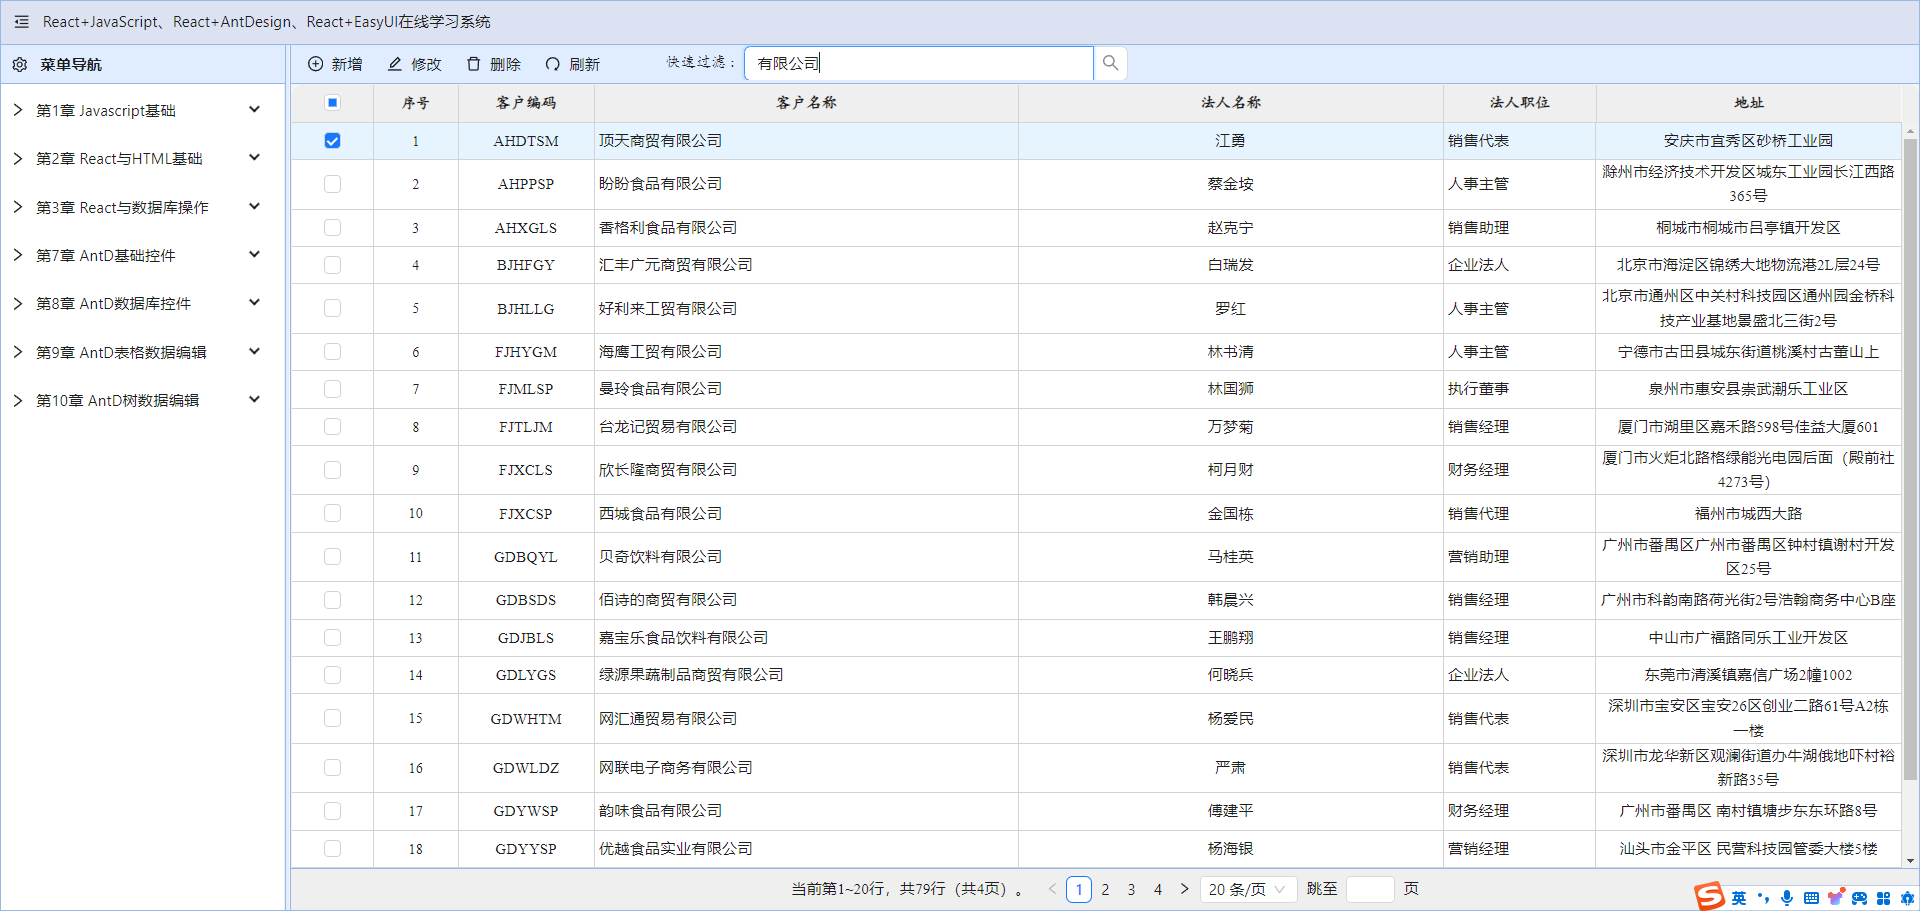 React+JavaScript、React+AntDesign、React+EasyUI在线学习系统
菜单导航
第1章 Javascript基础
第2章 React与HTML基础
第3章 React与数据库操作
第7章 AntD基础控件
第8章 AntD数据库控件
第9章 AntD表格数据编辑
第10章 AntD树数据编辑
新增 修改 删除 刷新 快速过滤： 有限公司
序号 客户编码 客户名称 法人名称 法人职位 地址
1 AHDTSM 顶天商贸有限公司 江勇 销售代表 安庆市宜秀区砂桥工业园
2 AHPPSP 盼盼食品有限公司 蔡金垵 人事主管 滁州市经济技术开发区城东工业园长江西路
365号
3 AHXGLS 香格利食品有限公司 赵克宁 销售助理 桐城市桐城市吕亭镇开发区
4 BJHFGY 汇丰广元商贸有限公司 白瑞发 企业法人 北京市海淀区锦绣大地物流港2L层24号
5 BJHLLG 好利来工贸有限公司 罗红 人事主管 北京市通州区中关村科技园区通州园金桥科
技产业基地景盛北三街2号
6 FJHYGM 海鹰工贸有限公司 林书清 人事主管 宁德市古田县城东街道桃溪村古董山上
7 FJMLSP 曼玲食品有限公司 林国狮 执行董事 泉州市惠安县崇武潮乐工业区
8 FJTLJM 台龙记贸易有限公司 万梦菊 销售经理 厦门市湖里区嘉禾路598号佳益大厦601
9 FJXCLS 欣长隆商贸有限公司 柯月财 财务经理 厦门市火炬北路格绿能光电园后面（殿前社
4273号）
10 FJXCSP 西城食品有限公司 金国栋 销售代理 福州市城西大路
11 GDBQYL 贝奇饮料有限公司 马桂英 营销助理 广州市番禺区广州市番禺区钟村镇谢村开发
区25号
12 GDBSDS 佰诗的商贸有限公司 韩晨兴 销售经理 广州市科韵南路荷光街2号浩翰商务中心B座
13 GDJBLS 嘉宝乐食品饮料有限公司 王鹏翔 销售经理 中山市广福路同乐工业开发区
14 GDLYGS 绿源果蔬制品商贸有限公司 何晓兵 企业法人 东莞市清溪镇嘉信广场2幢1002
15 GDWHTM 网汇通贸易有限公司 杨爱民 销售代表 深圳市宝安区宝安26区创业二路61号A2栋
一楼
16 GDWLDZ 网联电子商务有限公司 严肃 销售代表 深圳市龙华新区观澜街道办牛湖俄地吓村裕
新路35号
17 GDYWSP 韵味食品有限公司 傅建平 财务经理 广州市番禺区 南村镇塘步东东环路8号
18 GDYYSP 优越食品实业有限公司 杨海银 营销经理 汕头市金平区 民营科技园管委大楼5楼
当前第1~20行，共79行（共4页）。 1 2 3 4 20 条/页 跳至 页
英